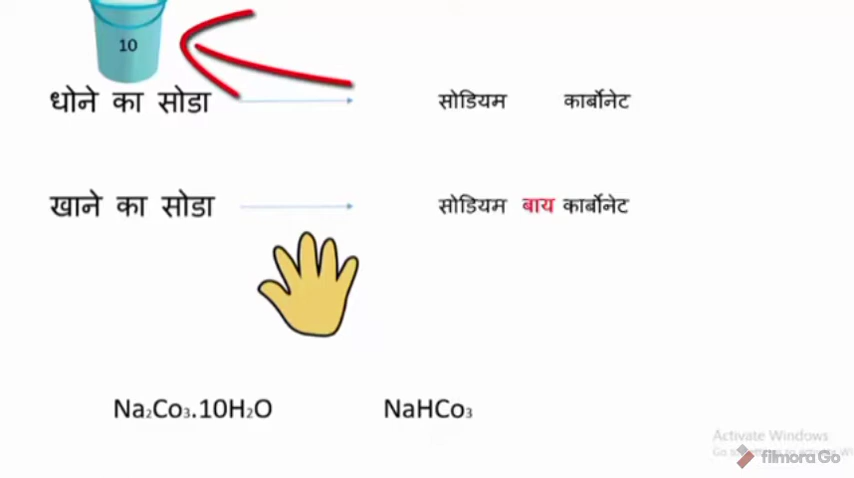 10
धोने का सोडा सोडियम कार्बोनेट
खाने का सोडा सोडियम बाय कार्बोनेट
Na₂Co₃.10H₂O NaHCo₃
Activate Windows
filmora Go